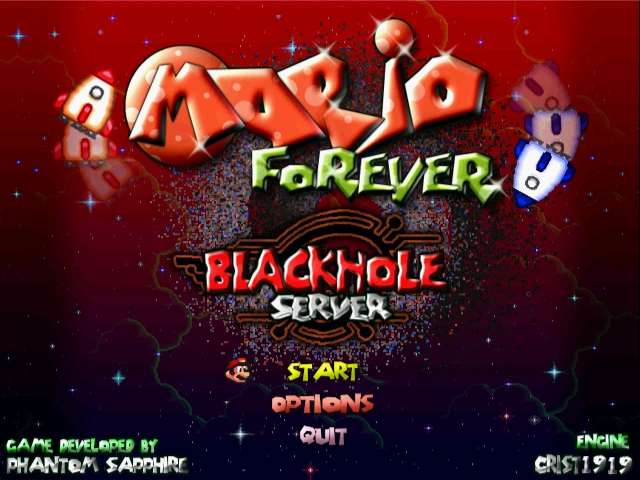 MARIO
FOREVER
BLACKHOLE
SERVER
START
OPTIONS
QUIT
GAME DEVELOPED BY
PHANTOM SAPPHIRE
ENGINE
CRIST1919